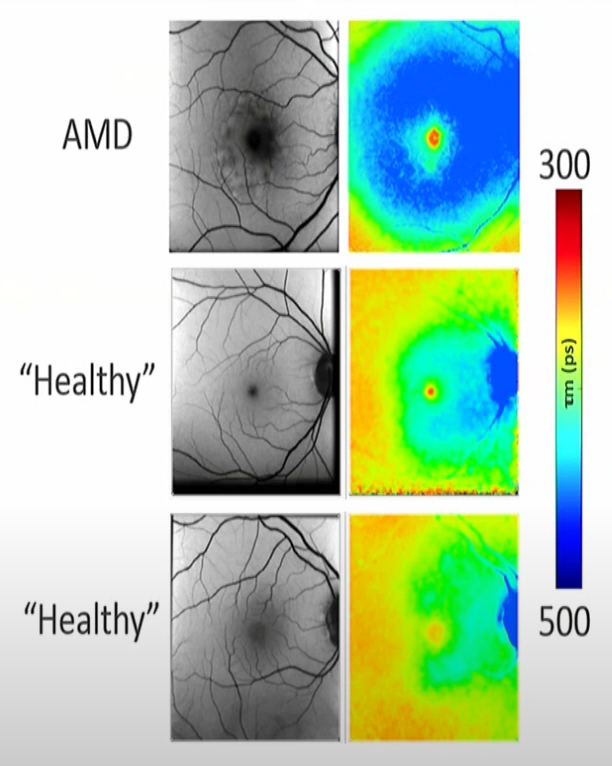 AMD
300
τm (ps)
“Healthy”
“Healthy”
500